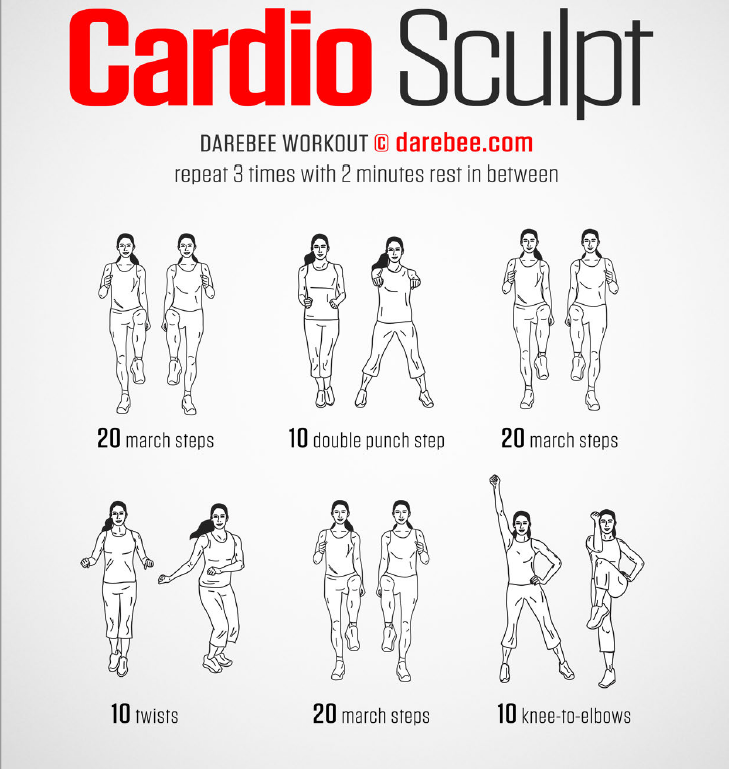 Cardio Sculpt
DAREBEE WORKOUT © darebee.com
repeat 3 times with 2 minutes rest in between
20 march steps
10 double punch step
20 march steps
10 twists
20 march steps
10 knee-to-elbows